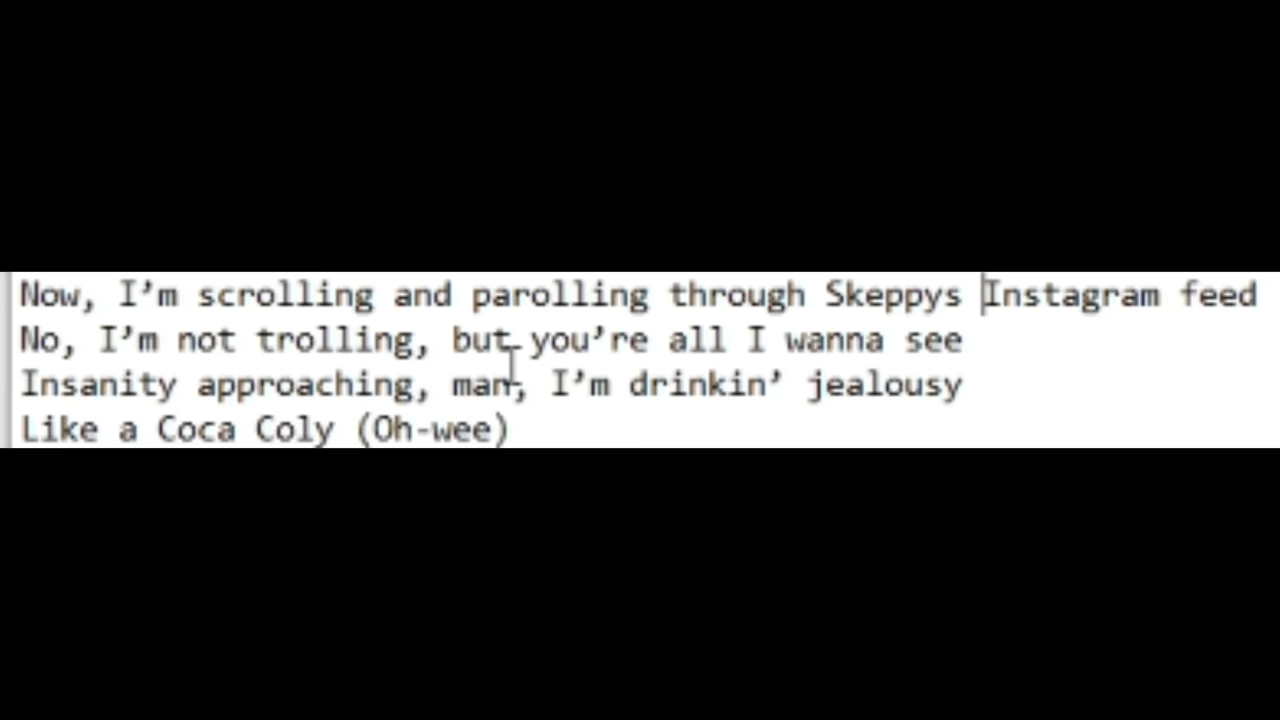 Now, I’m scrolling and parolling through Skeppys Instagram feed
No, I’m not trolling, but you’re all I wanna see
Insanity approaching, man, I’m drinkin’ jealousy
Like a Coca Coly (Oh-wee)